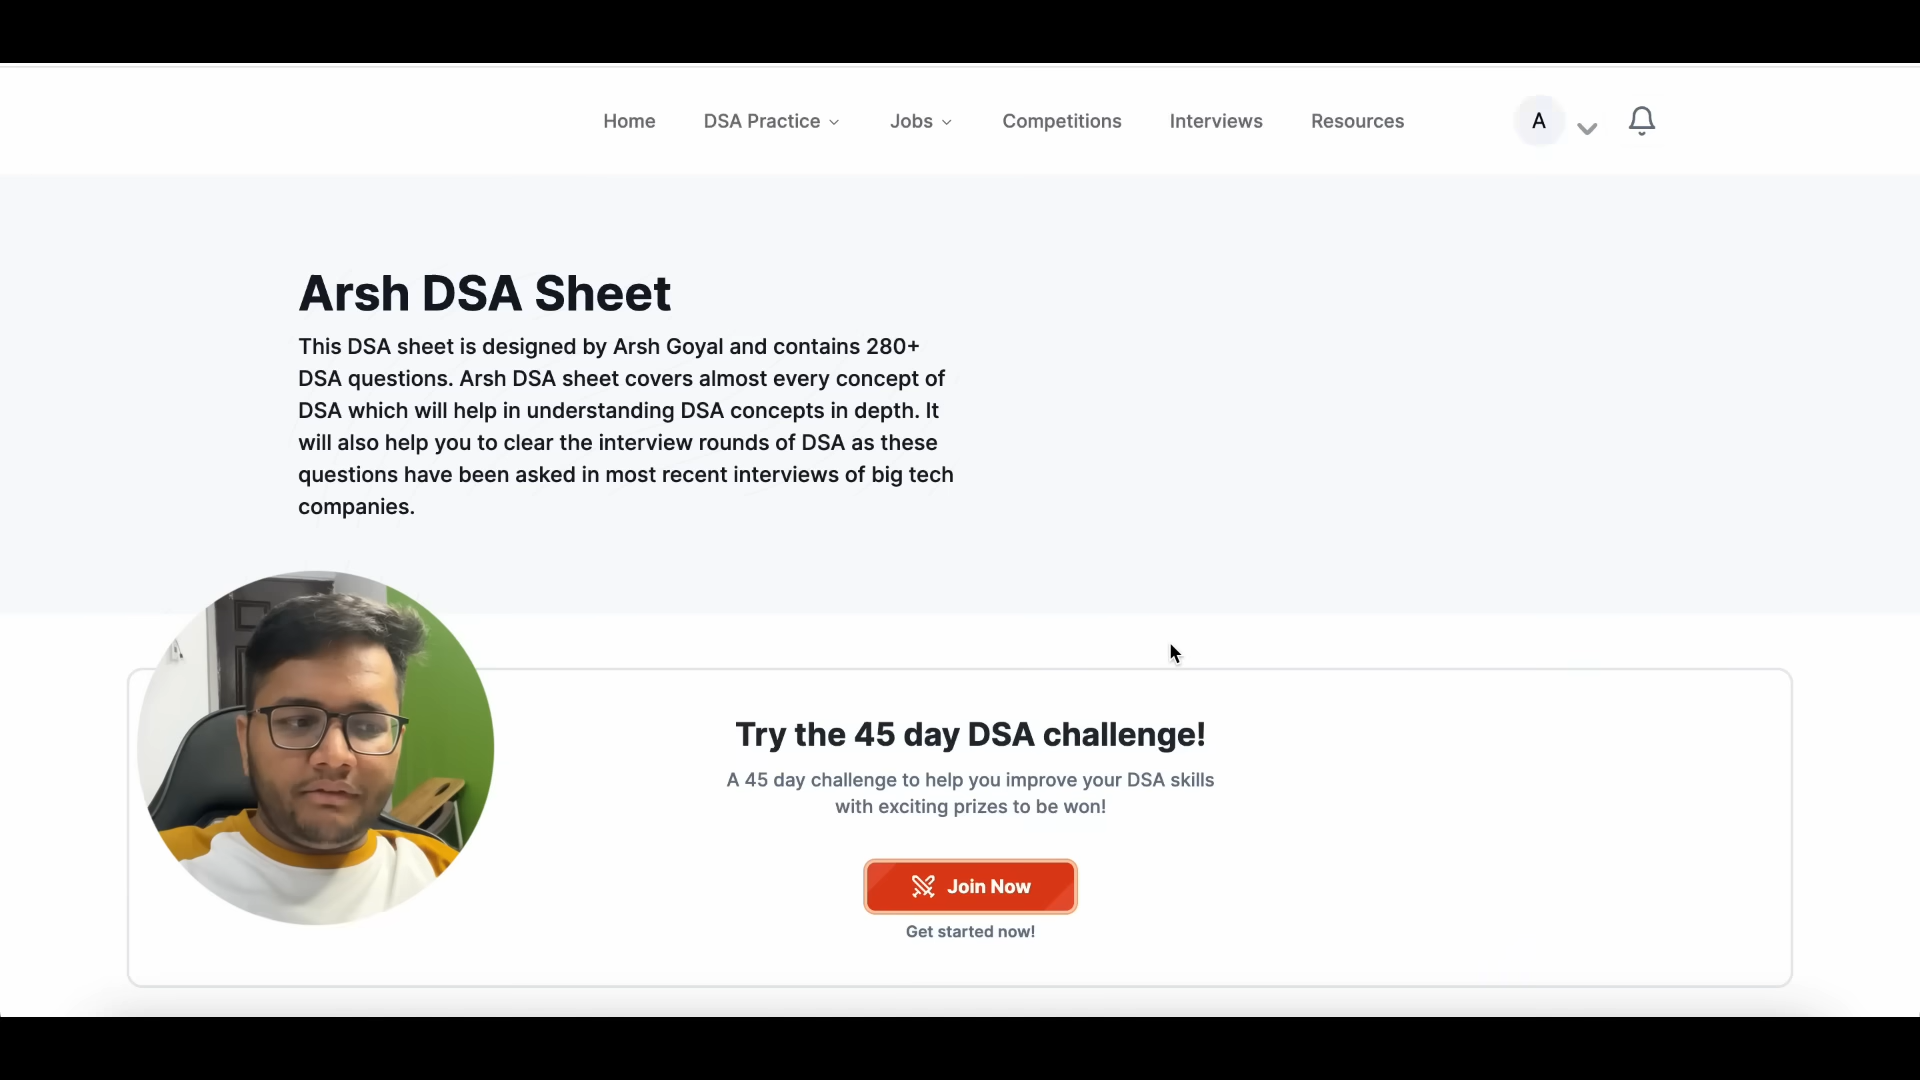 Home DSA Practice Jobs Competitions Interviews Resources A
Arsh DSA Sheet
This DSA sheet is designed by Arsh Goyal and contains 280+
DSA questions. Arsh DSA sheet covers almost every concept of
DSA which will help in understanding DSA concepts in depth. It
will also help you to clear the interview rounds of DSA as these
questions have been asked in most recent interviews of big tech
companies.
Try the 45 day DSA challenge!
A 45 day challenge to help you improve your DSA skills
with exciting prizes to be won!
Join Now
Get started now!